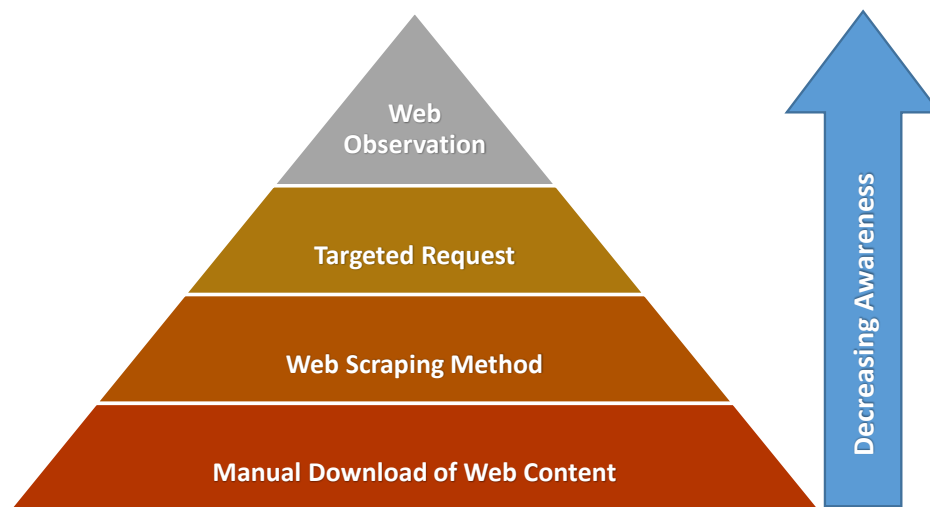 Web
Observation
Targeted Request
Web Scraping Method
Manual Download of Web Content
Decreasing Awareness